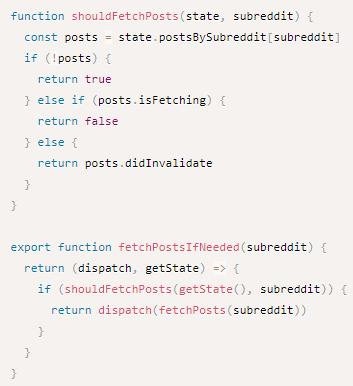 function shouldFetchPosts(state, subreddit) {
  const posts = state.postsBySubreddit[subreddit]
  if (!posts) {
    return true
  } else if (posts.isFetching) {
    return false
  } else {
    return posts.didInvalidate
  }
}

export function fetchPostsIfNeeded(subreddit) {
  return (dispatch, getState) => {
    if (shouldFetchPosts(getState(), subreddit)) {
      return dispatch(fetchPosts(subreddit))
    }
  }
}